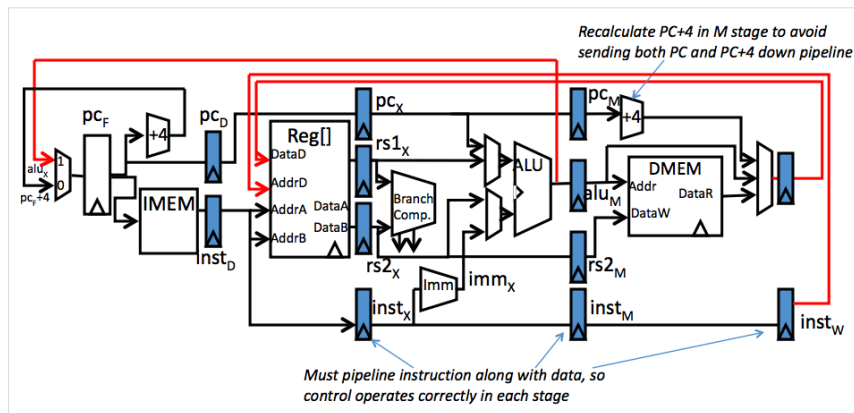 Recalculate PC+4 in M stage to avoid
sending both PC and PC+4 down pipeline
pc_F
+4
pc_D
pc_X
pc_M
+4
1
0
alu_X
pc_F+4
IMEM
inst_D
Reg[]
DataD
AddrD
AddrA
AddrB
DataA
DataB
rs1_X
rs2_X
Branch
Comp.
ALU
Imm
imm_X
alu_M
rs2_M
DMEM
Addr
DataR
DataW
inst_X
inst_M
inst_W
Must pipeline instruction along with data, so
control operates correctly in each stage